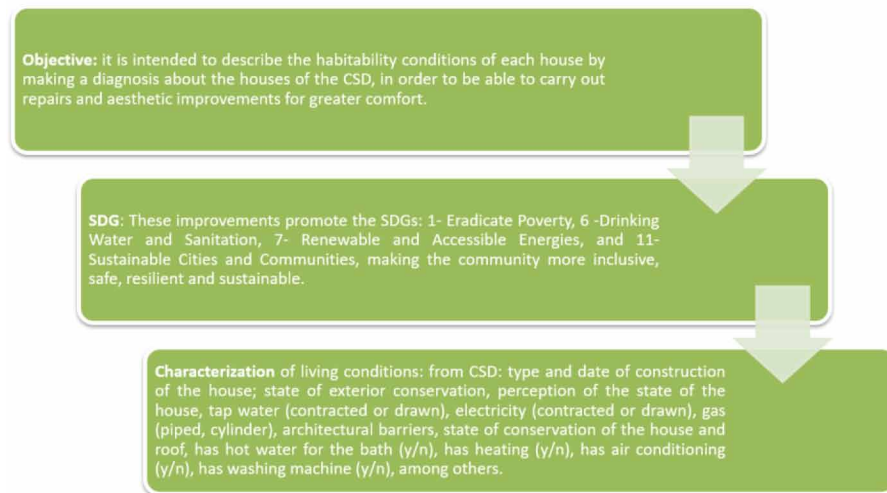 Objective: it is intended to describe the habitability conditions of each house by
making a diagnosis about the houses of the CSD, in order to be able to carry out
repairs and aesthetic improvements for greater comfort.
SDG: These improvements promote the SDGs: 1- Eradicate Poverty, 6 -Drinking
Water and Sanitation, 7- Renewable and Accessible Energies, and 11-
Sustainable Cities and Communities, making the community more inclusive,
safe, resilient and sustainable.
Characterization of living conditions: from CSD: type and date of construction
of the house; state of exterior conservation, perception of the state of the
house, tap water (contracted or drawn), electricity (contracted or drawn), gas
(piped, cylinder), architectural barriers, state of conservation of the house and
roof, has hot water for the bath (y/n), has heating (y/n), has air conditioning
(y/n), has washing machine (y/n), among others.